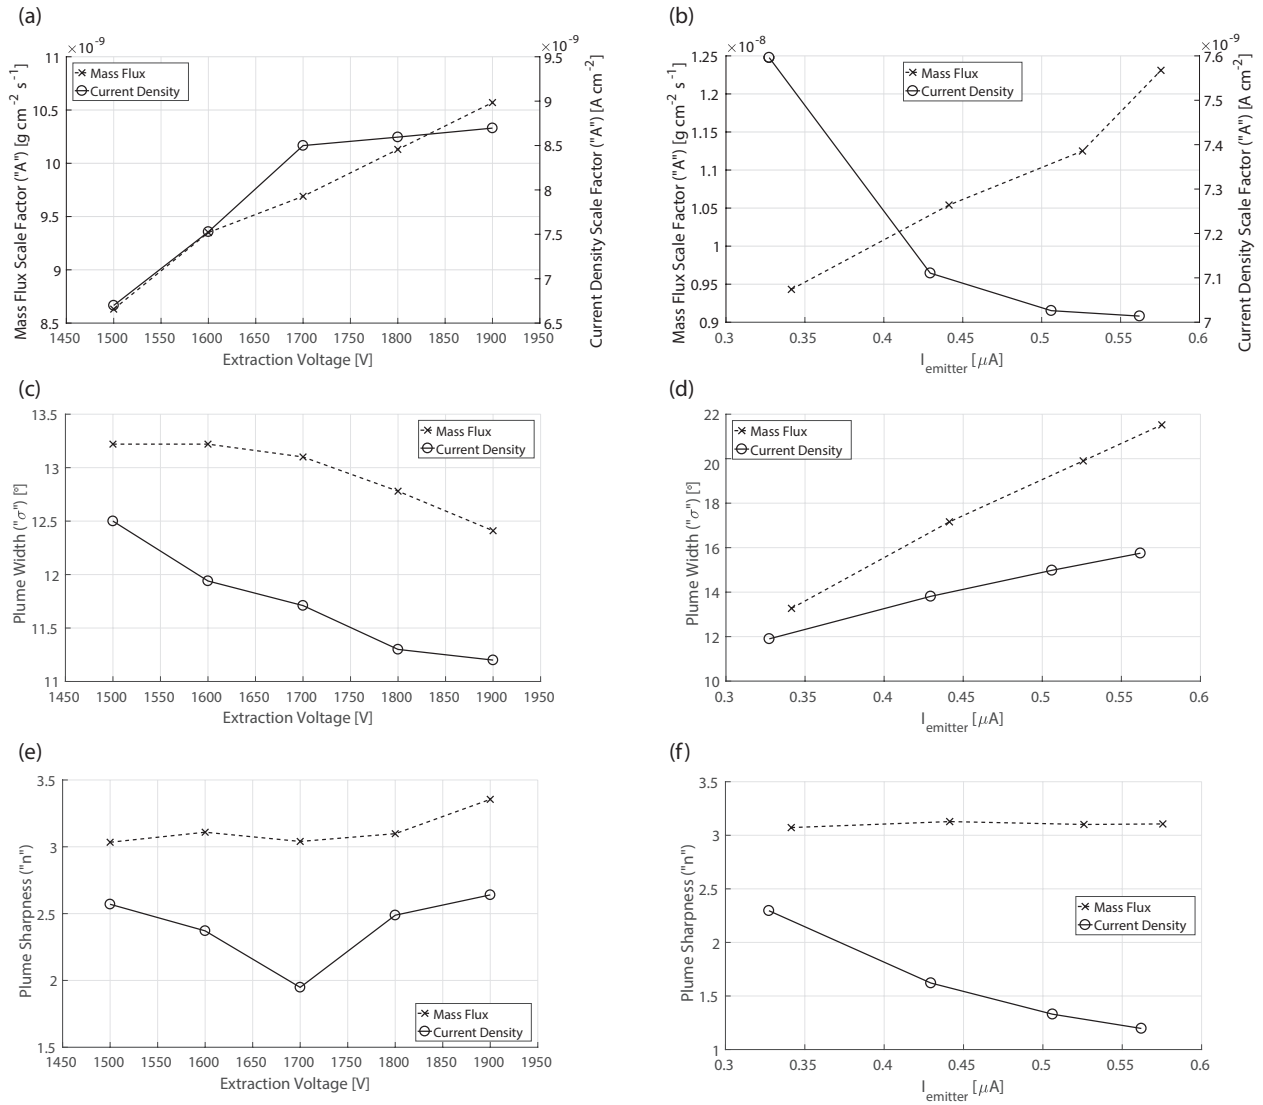 (a)
×10⁻⁹
×10⁻⁹
Mass Flux Scale Factor ("A") [g cm⁻² s⁻¹]
11
10.5
10
9.5
9
8.5
Mass Flux
Current Density
9.5
9
8.5
8
7.5
7
6.5
Current Density Scale Factor ("A") [A cm⁻²]
1450 1500 1550 1600 1650 1700 1750 1800 1850 1900 1950
Extraction Voltage [V]
(b)
×10⁻⁸
×10⁻⁹
Mass Flux Scale Factor ("A") [g cm⁻² s⁻¹]
1.25
1.2
1.15
1.1
1.05
1
0.95
0.9
Mass Flux
Current Density
7.6
7.5
7.4
7.3
7.2
7.1
7
Current Density Scale Factor ("A") [A cm⁻²]
0.3 0.35 0.4 0.45 0.5 0.55 0.6
I emitter [μA]
(c)
Plume Width ("σ") [°]
13.5
13
12.5
12
11.5
11
Mass Flux
Current Density
1450 1500 1550 1600 1650 1700 1750 1800 1850 1900 1950
Extraction Voltage [V]
(d)
Plume Width ("σ") [°]
22
20
18
16
14
12
10
Mass Flux
Current Density
0.3 0.35 0.4 0.45 0.5 0.55 0.6
I emitter [μA]
(e)
Plume Sharpness ("n")
3.5
3
2.5
2
1.5
Mass Flux
Current Density
1450 1500 1550 1600 1650 1700 1750 1800 1850 1900 1950
Extraction Voltage [V]
(f)
Plume Sharpness ("n")
3.5
3
2.5
2
1.5
1
Mass Flux
Current Density
0.3 0.35 0.4 0.45 0.5 0.55 0.6
I emitter [μA]